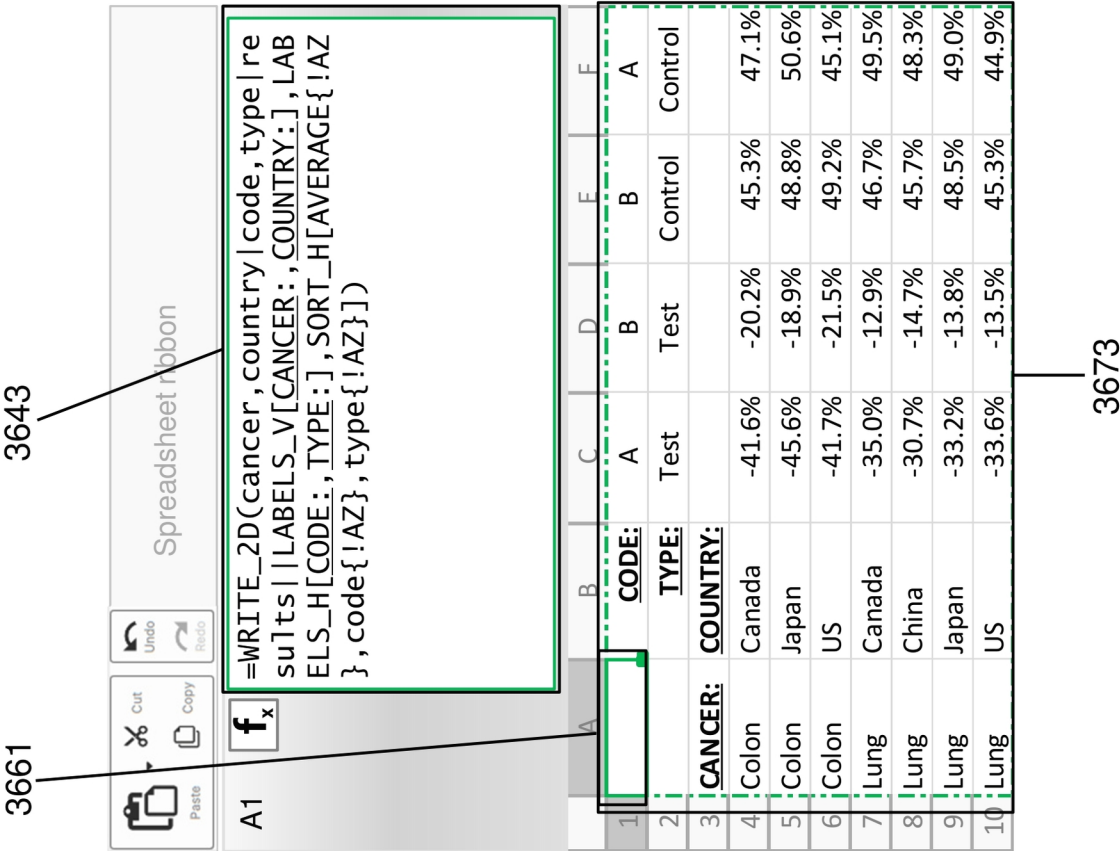 3661
3643
3673
Paste
Cut
Copy
Undo
Redo
Spreadsheet ribbon
A1
fx
=WRITE_2D(cancer,country|code,type|re
sults||LABELS_V[CANCER:,COUNTRY:],LAB
ELS_H[CODE:,TYPE:],SORT_H[AVERAGE{!AZ
},code{!AZ},type{!AZ}])
A B C D E F
1 CODE: A B B A
2 TYPE: Test Test Control Control
3 CANCER: COUNTRY:
4 Colon Canada -41.6% -20.2% 45.3% 47.1%
5 Colon Japan -45.6% -18.9% 48.8% 50.6%
6 Colon US -41.7% -21.5% 49.2% 45.1%
7 Lung Canada -35.0% -12.9% 46.7% 49.5%
8 Lung China -30.7% -14.7% 45.7% 48.3%
9 Lung Japan -33.2% -13.8% 48.5% 49.0%
10 Lung US -33.6% -13.5% 45.3% 44.9%